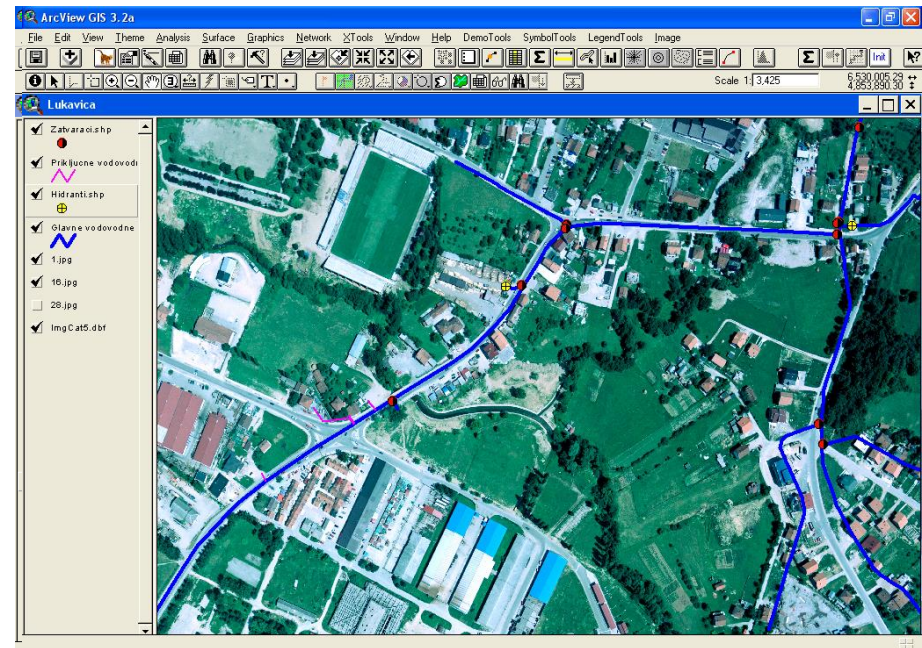 ArcView GIS 3.2a
File Edit View Theme Analysis Surface Graphics Network XTools Window Help DemoTools SymbolTools LegendTools Image
Init
Scale 1: 3,425
6,530,005.29
4,853,890.30
Lukavica
Zatvaraci.shp
Prikljucne vodovodn
Hidranti.shp
Glavne vodovodne
1.jpg
16.jpg
28.jpg
ImgCat5.dbf